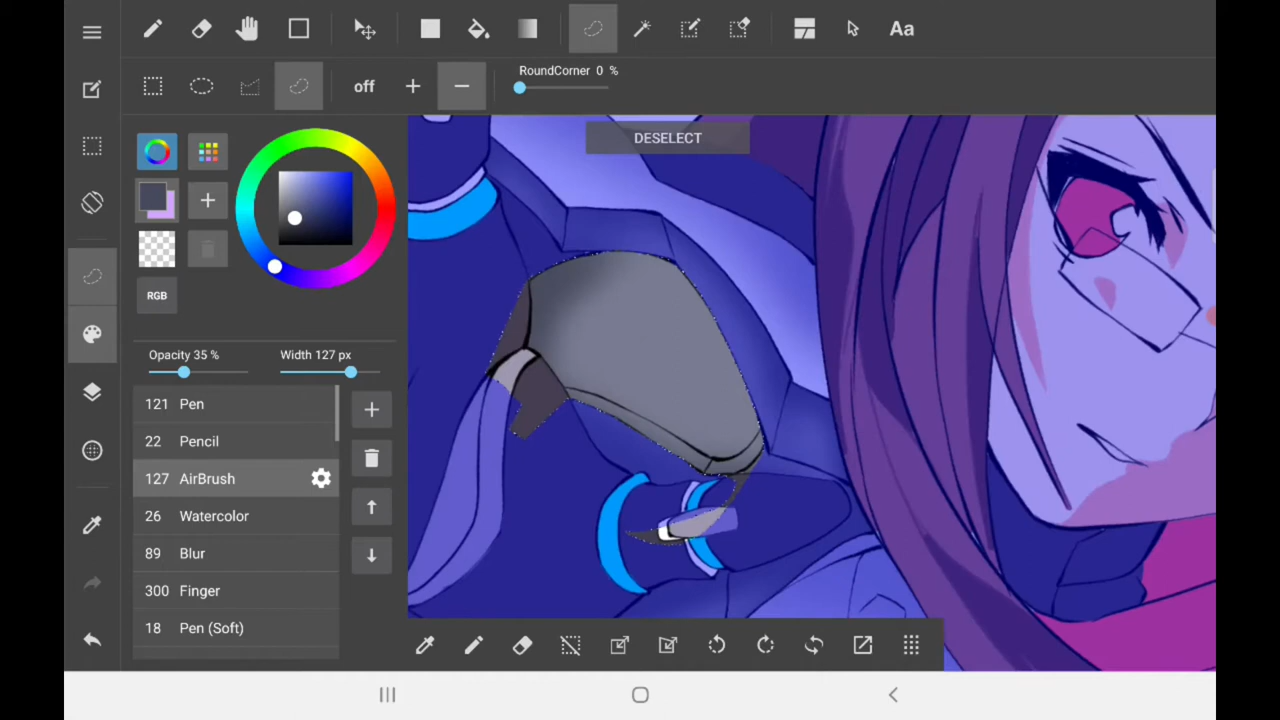 Aa
off
RoundCorner 0 %
DESELECT
RGB
Opacity 35 %
Width 127 px
121 Pen
22 Pencil
127 AirBrush
26 Watercolor
89 Blur
300 Finger
18 Pen (Soft)